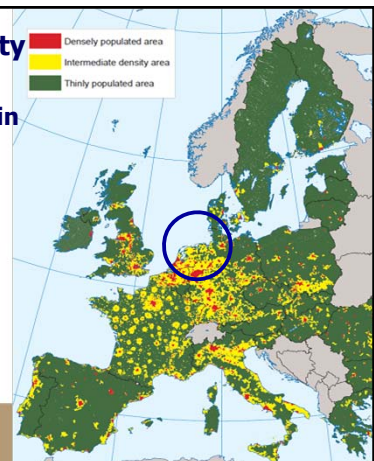 ty
in
Densely populated area
Intermediate density area
Thinly populated area